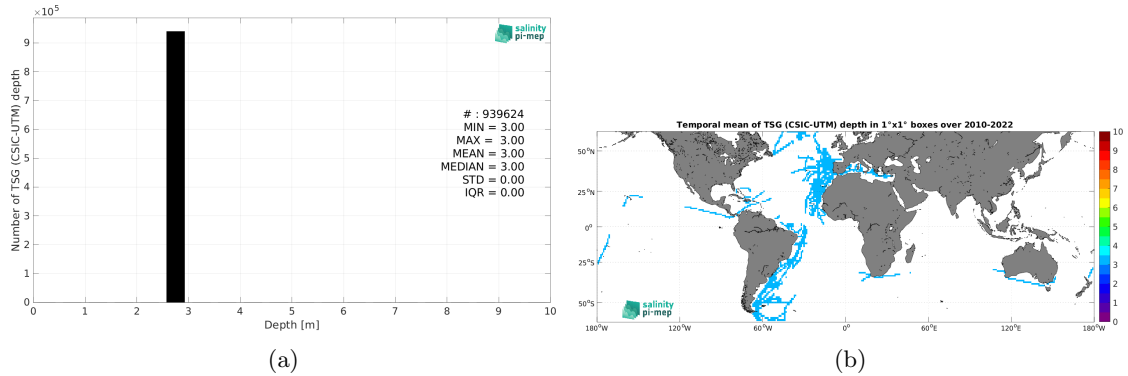 9
×10⁵
8
7
6
5
4
3
2
1
0
Number of TSG (CSIC-UTM) depth
salinity
pi-mep
# : 939624
MIN = 3.00
MAX = 3.00
MEAN = 3.00
MEDIAN = 3.00
STD = 0.00
IQR = 0.00
0 1 2 3 4 5 6 7 8 9 10
Depth [m]
(a)
Temporal mean of TSG (CSIC-UTM) depth in 1°x1° boxes over 2010-2022
50°N
25°N
0°
25°S
50°S
salinity
pi-mep
180°W 120°W 60°W 0° 60°E 120°E 180°E
10
9
8
7
6
5
4
3
2
1
0
(b)